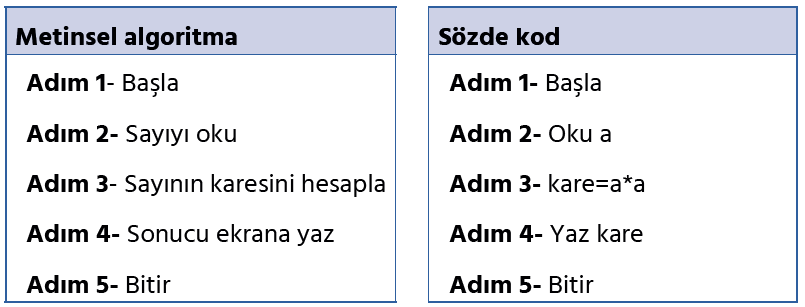 Metinsel algoritma
Adım 1- Başla
Adım 2- Sayıyı oku
Adım 3- Sayının karesini hesapla
Adım 4- Sonucu ekrana yaz
Adım 5- Bitir
Sözde kod
Adım 1- Başla
Adım 2- Oku a
Adım 3- kare=a*a
Adım 4- Yaz kare
Adım 5- Bitir